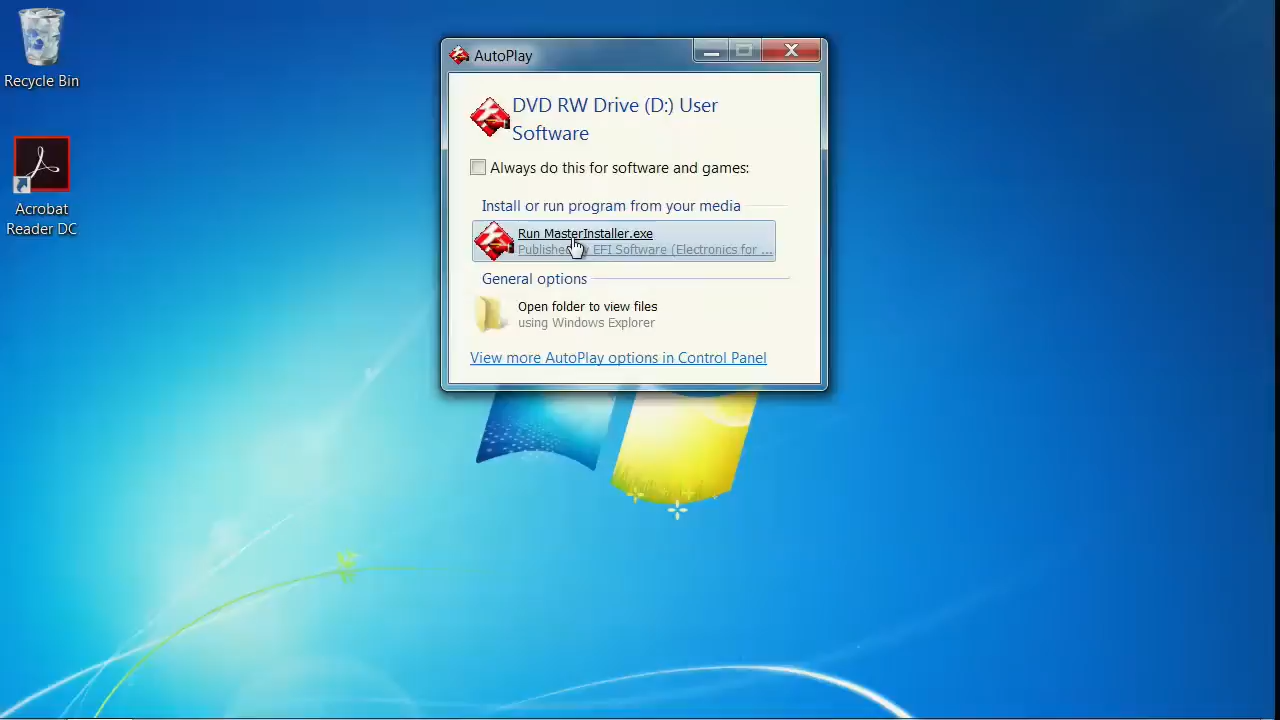 Recycle Bin
Acrobat
Reader DC
AutoPlay
DVD RW Drive (D:) User
Software
Always do this for software and games:
Install or run program from your media
Run MasterInstaller.exe
EFI Software (Electronics for ...
General options
Open folder to view files
using Windows Explorer
View more AutoPlay options in Control Panel